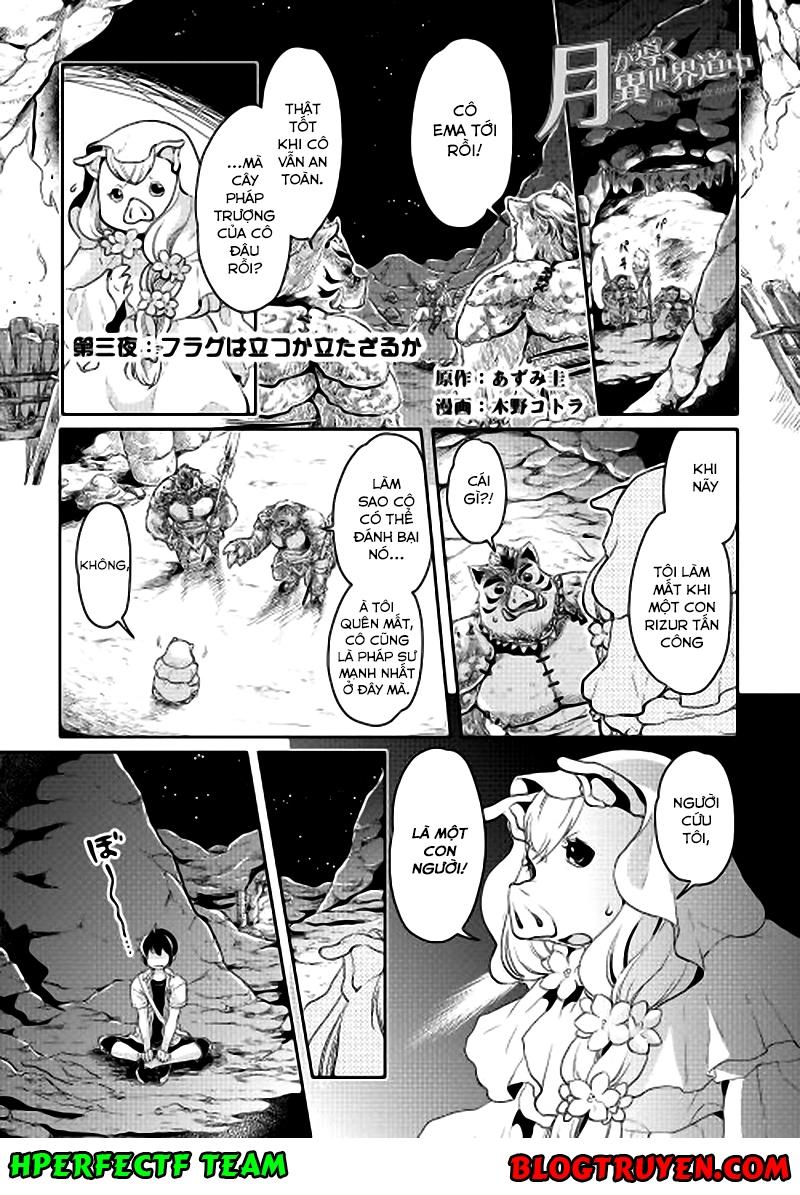 月が導く
異世界道中
パチ
パチ
CÔ
EMA TỚI
RỒI!
THẬT
TỐT
KHI CÔ
VẪN AN
TOÀN.
...MÀ
CÂY
PHÁP
TRƯỢNG
CỦA CÔ
ĐÂU
RỒI?
第三夜：フラグは立つか立たざるか
原作：あずみ圭
漫画：木野コトラ
KHI
NÃY
TÔI LÀM
MẤT KHI
MỘT CON
RIZUR TẤN
CÔNG
CÁI
GÌ?!
LÀM
SAO CÔ
CÓ THỂ
ĐÁNH BẠI
NÓ...
À TÔI
QUÊN MẤT,
CÔ CŨNG
LÀ PHÁP SƯ
MẠNH NHẤT
Ở ĐÂY MÀ.
KHÔNG,
NGƯỜI
CỨU
TÔI,
LÀ MỘT
CON
NGƯỜI!
ぼー…
HPERFECTF TEAM
BLOGTRUYEN.COM